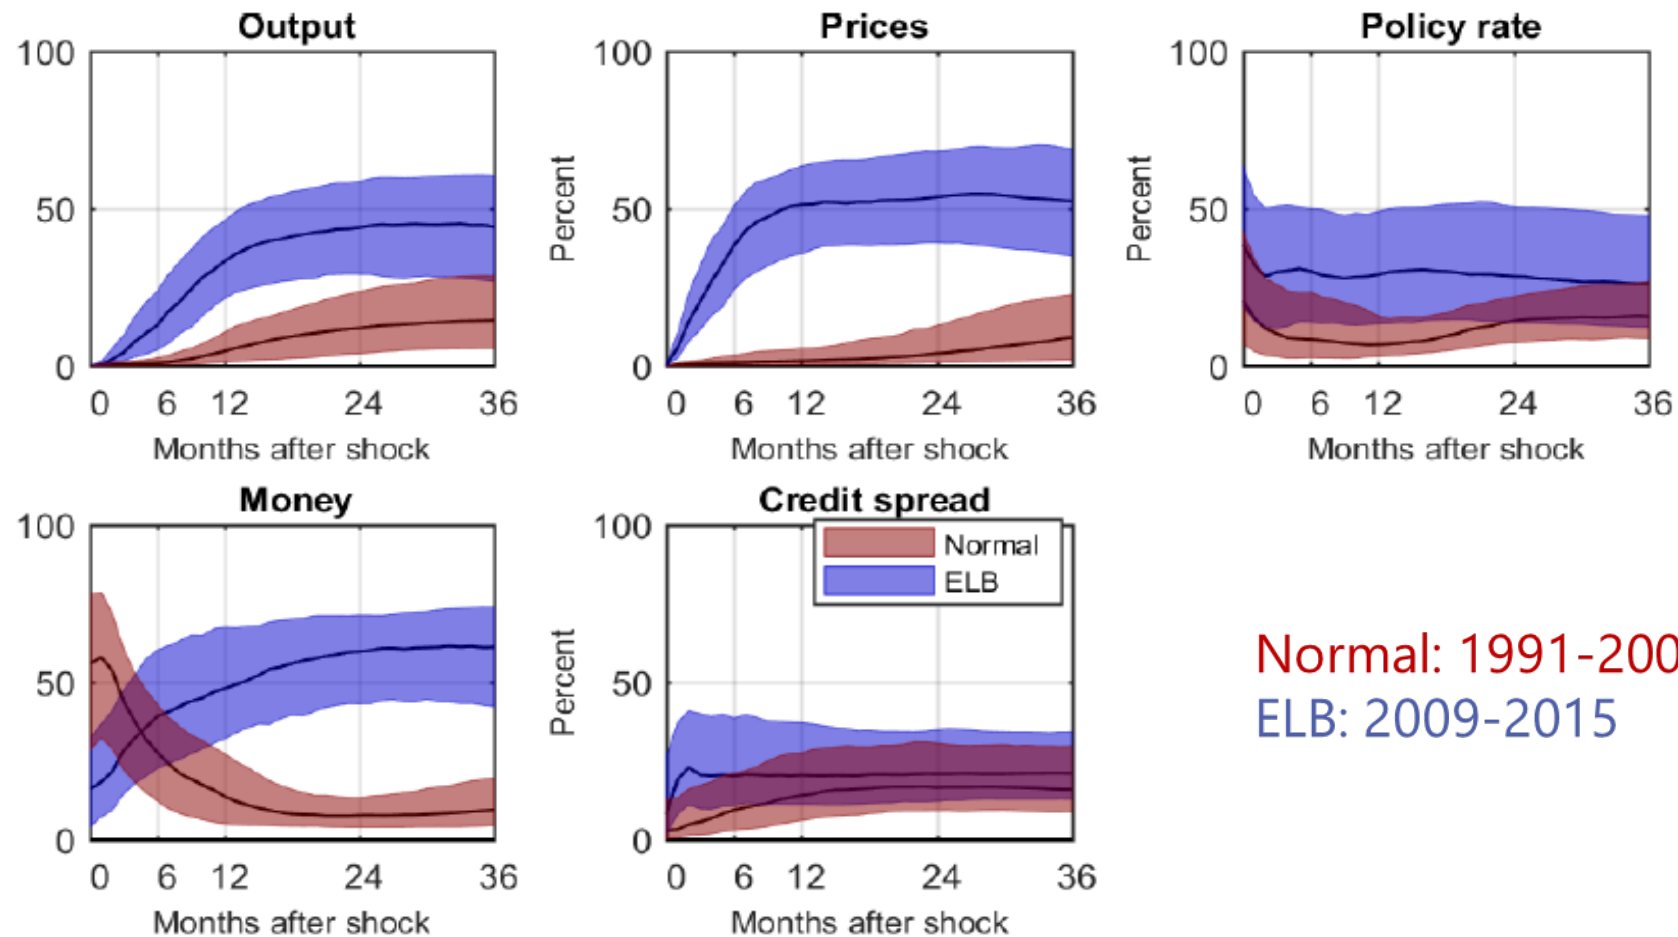 Output
100
50
0
0 6 12 24 36
Months after shock
Prices
Percent
100
50
0
0 6 12 24 36
Months after shock
Policy rate
Percent
100
50
0
0 6 12 24 36
Months after shock
Money
100
50
0
0 6 12 24 36
Months after shock
Credit spread
Percent
100
50
0
0 6 12 24 36
Months after shock
Normal
ELB
Normal: 1991-200
ELB: 2009-2015